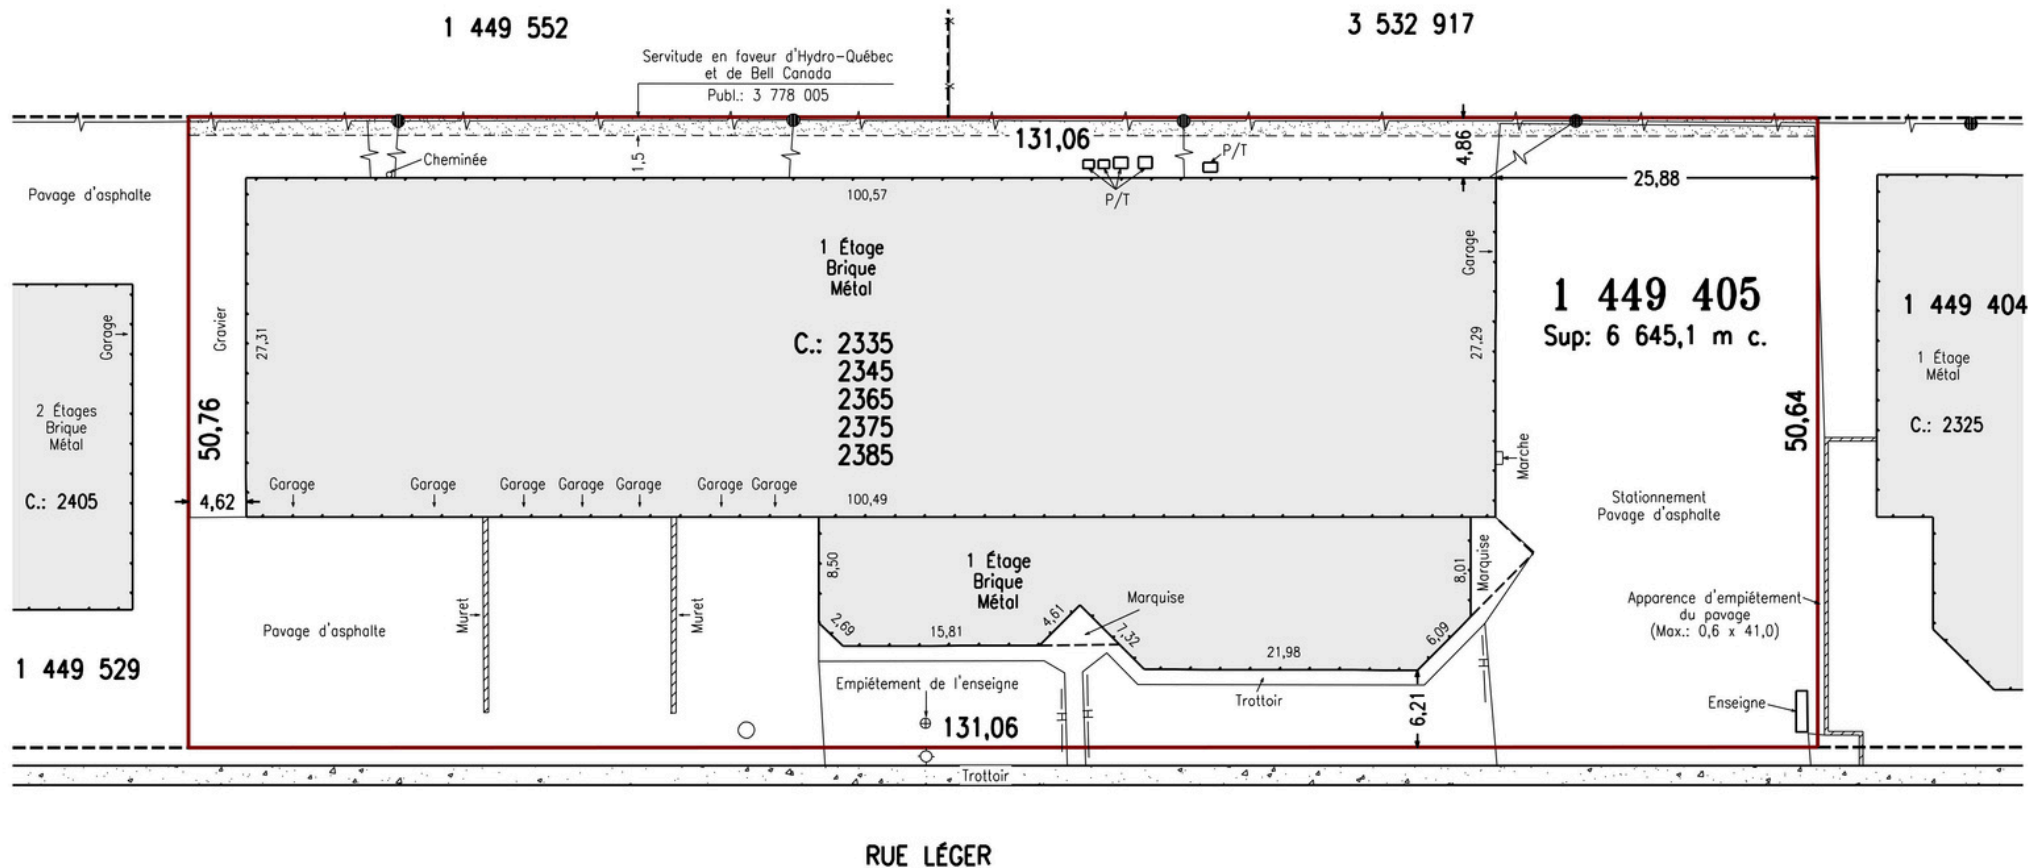 1 449 552
3 532 917
Servitude en faveur d'Hydro-Québec
et de Bell Canada
Publ.: 3 778 005
131,06
4,86
1,5
Cheminée
P/T
P/T
Pavage d'asphalte
100,57
25,88
1 Étage
Brique
Métal
Garage
Garage
Gravier
27,31
27,29
1 449 405
Sup: 6 645,1 m c.
1 449 404
1 Étage
Métal
C.: 2325
C.: 2335
2345
2365
2375
2385
2 Étages
Brique
Métal
C.: 2405
50,76
50,64
Marche
4,62
Garage
Garage
Garage
Garage
Garage
Garage
Garage
100,49
Stationnement
Pavage d'asphalte
8,50
1 Étage
Brique
Métal
8,01
Marquise
Marquise
Apparence d'empiétement
du pavage
(Max.: 0,6 x 41,0)
Pavage d'asphalte
Muret
Muret
2,69
15,81
4,61
7,32
21,98
6,09
1 449 529
Empiétement de l'enseigne
Trottoir
6,21
Enseigne
131,06
H
H
H
Trottoir
RUE LÉGER